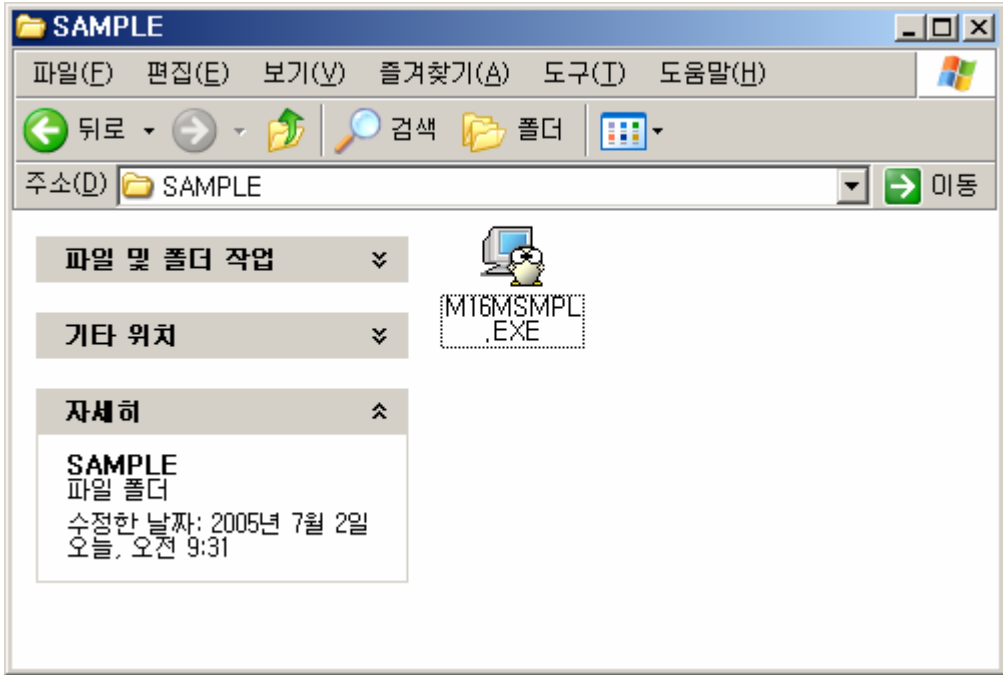 SAMPLE
파일(F) 편집(E) 보기(V) 즐겨찾기(A) 도구(T) 도움말(H)
뒤로 검색 폴더
주소(D) SAMPLE 이동
파일 및 폴더 작업
기타 위치
자세히
SAMPLE
파일 폴더
수정한 날짜: 2005년 7월 2일
오늘, 오전 9:31
M16MSMPL
.EXE